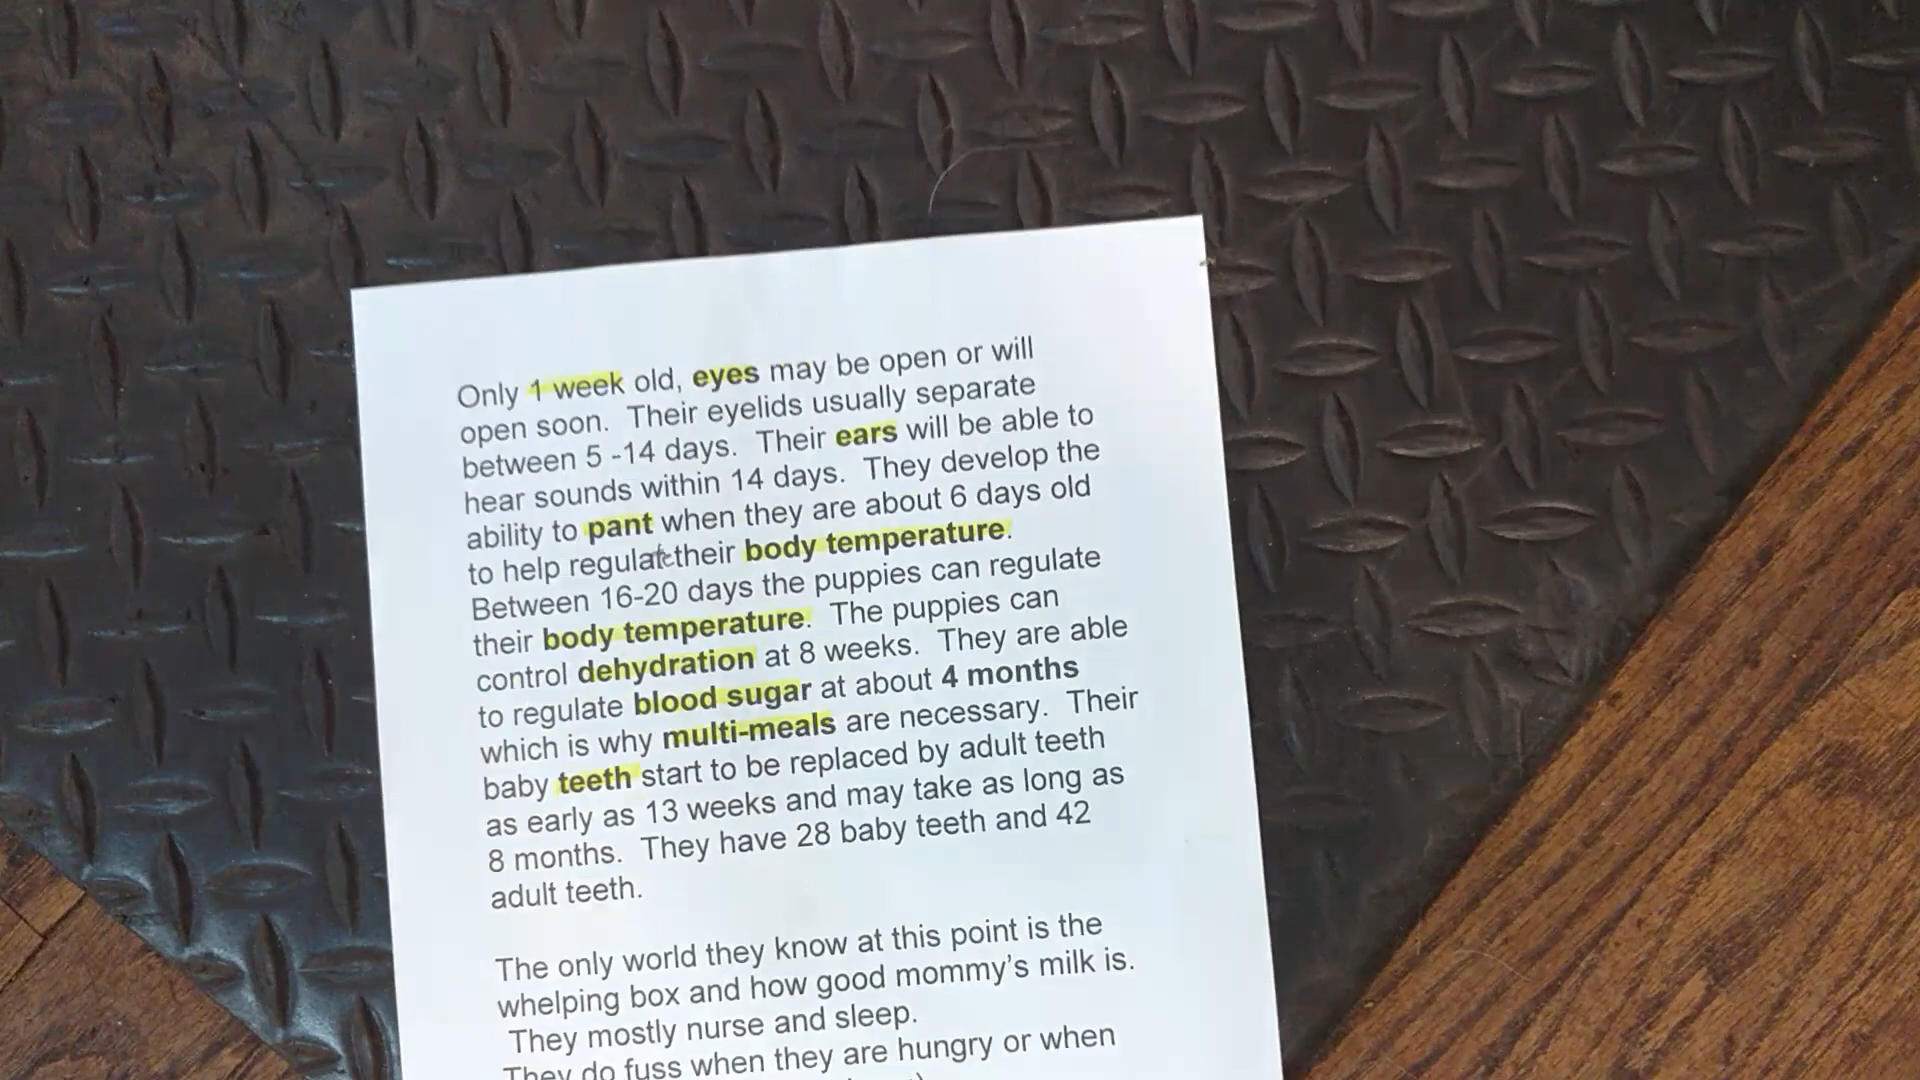 Only 1 week old, eyes may be open or will
open soon.  Their eyelids usually separate
between 5 -14 days.  Their ears will be able to
hear sounds within 14 days.  They develop the
ability to pant when they are about 6 days old
to help regulate their body temperature.
Between 16-20 days the puppies can regulate
their body temperature.  The puppies can
control dehydration at 8 weeks.  They are able
to regulate blood sugar at about 4 months
which is why multi-meals are necessary.  Their
baby teeth start to be replaced by adult teeth
as early as 13 weeks and may take as long as
8 months.  They have 28 baby teeth and 42
adult teeth.
The only world they know at this point is the
whelping box and how good mommy’s milk is.
They mostly nurse and sleep.
They do fuss when they are hungry or when